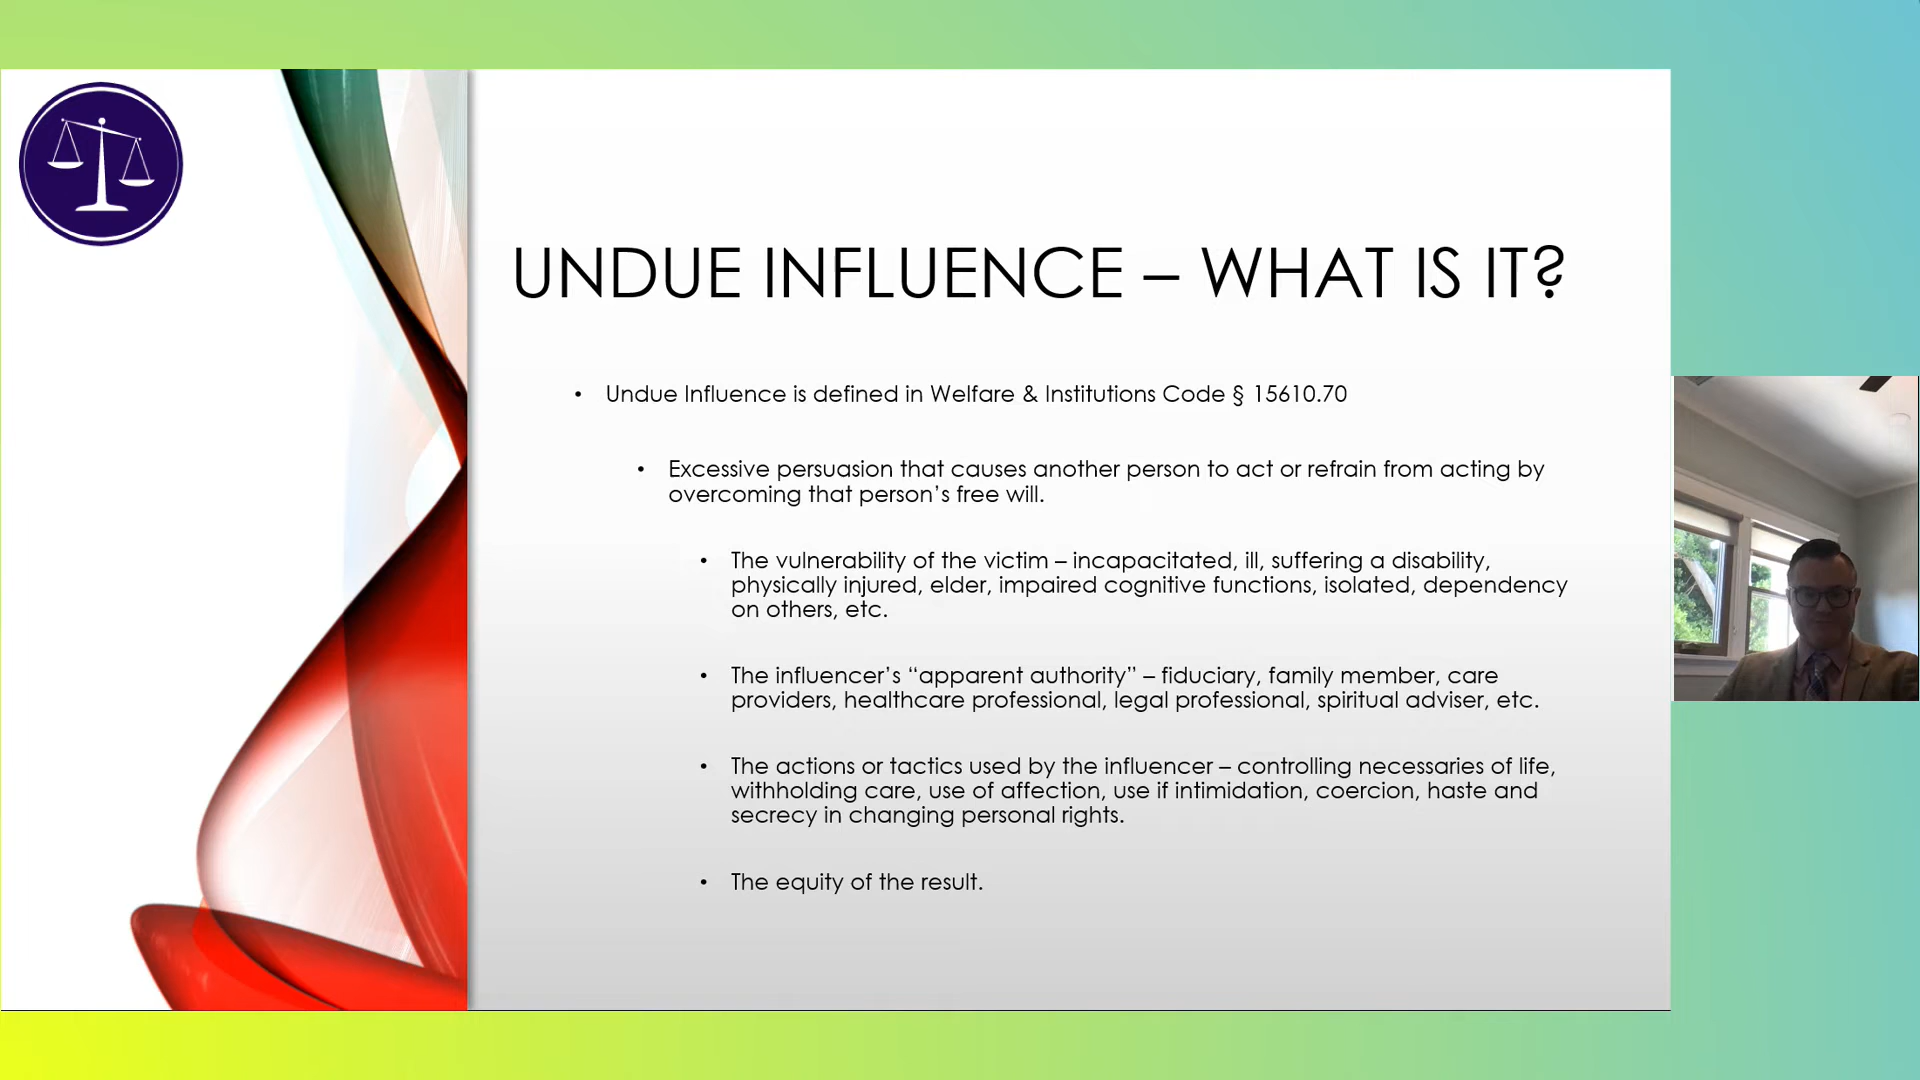 UNDUE INFLUENCE – WHAT IS IT?
• Undue Influence is defined in Welfare & Institutions Code § 15610.70
• Excessive persuasion that causes another person to act or refrain from acting by
overcoming that person’s free will.
• The vulnerability of the victim – incapacitated, ill, suffering a disability,
physically injured, elder, impaired cognitive functions, isolated, dependency
on others, etc.
• The influencer’s “apparent authority” – fiduciary, family member, care
providers, healthcare professional, legal professional, spiritual adviser, etc.
• The actions or tactics used by the influencer – controlling necessaries of life,
withholding care, use of affection, use if intimidation, coercion, haste and
secrecy in changing personal rights.
• The equity of the result.